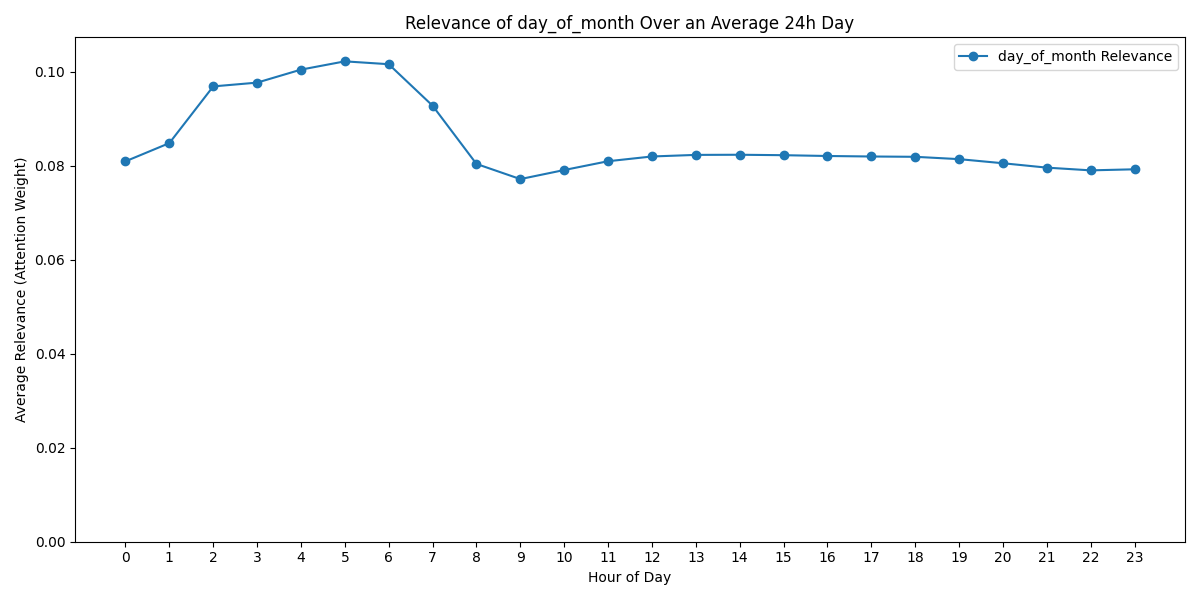 Relevance of day_of_month Over an Average 24h Day
day_of_month Relevance
Average Relevance (Attention Weight)
0.10
0.08
0.06
0.04
0.02
0.00
0 1 2 3 4 5 6 7 8 9 10 11 12 13 14 15 16 17 18 19 20 21 22 23
Hour of Day